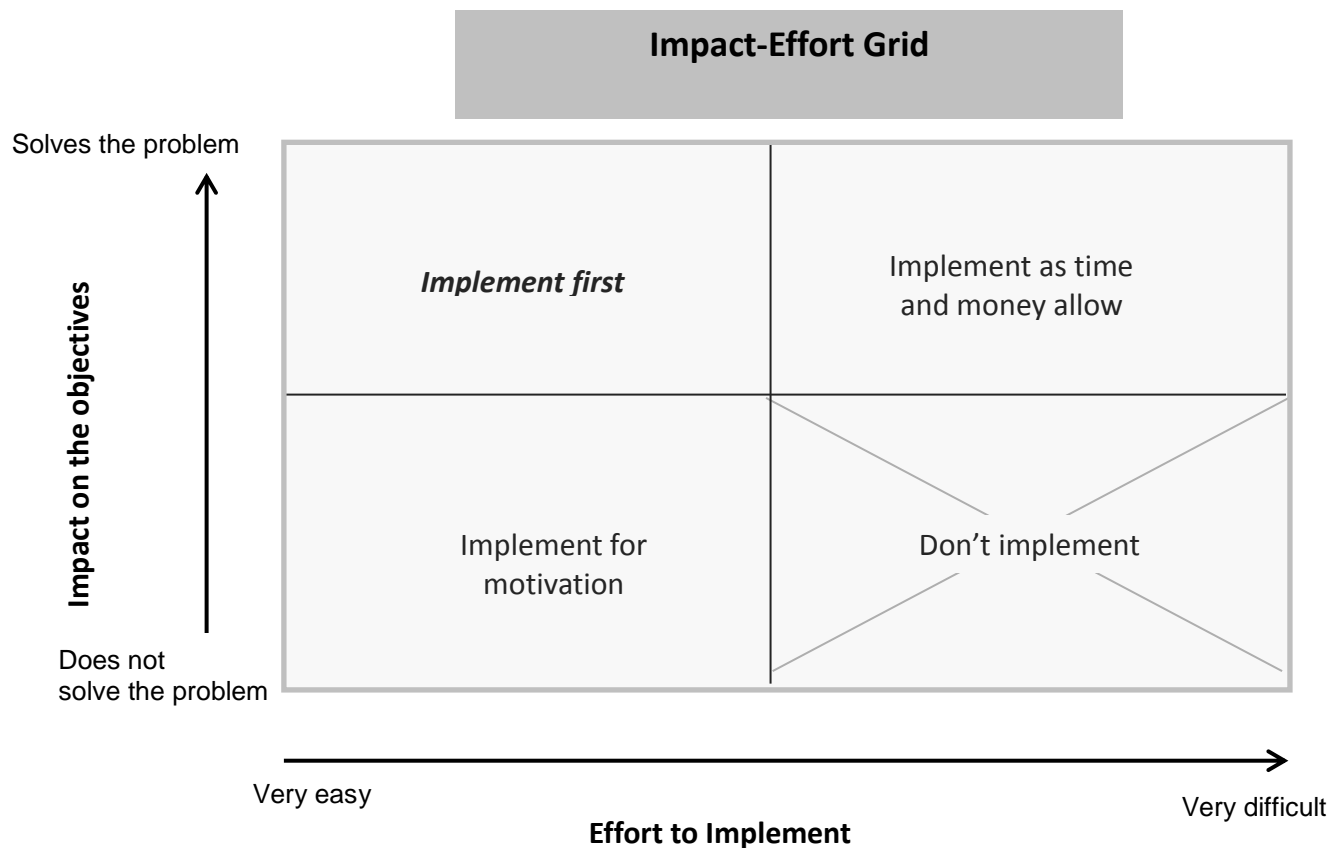 Impact-Effort Grid
Solves the problem
Implement first
Implement as time
and money allow
Impact on the objectives
Implement for
motivation
Don’t implement
Does not
solve the problem
Very easy
Very difficult
Effort to Implement